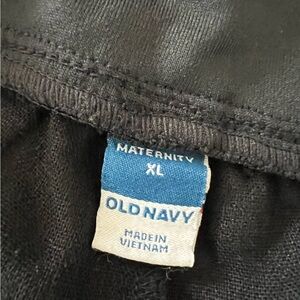 MATERNITY
XL
OLD NAVY
MADE IN
VIETNAM